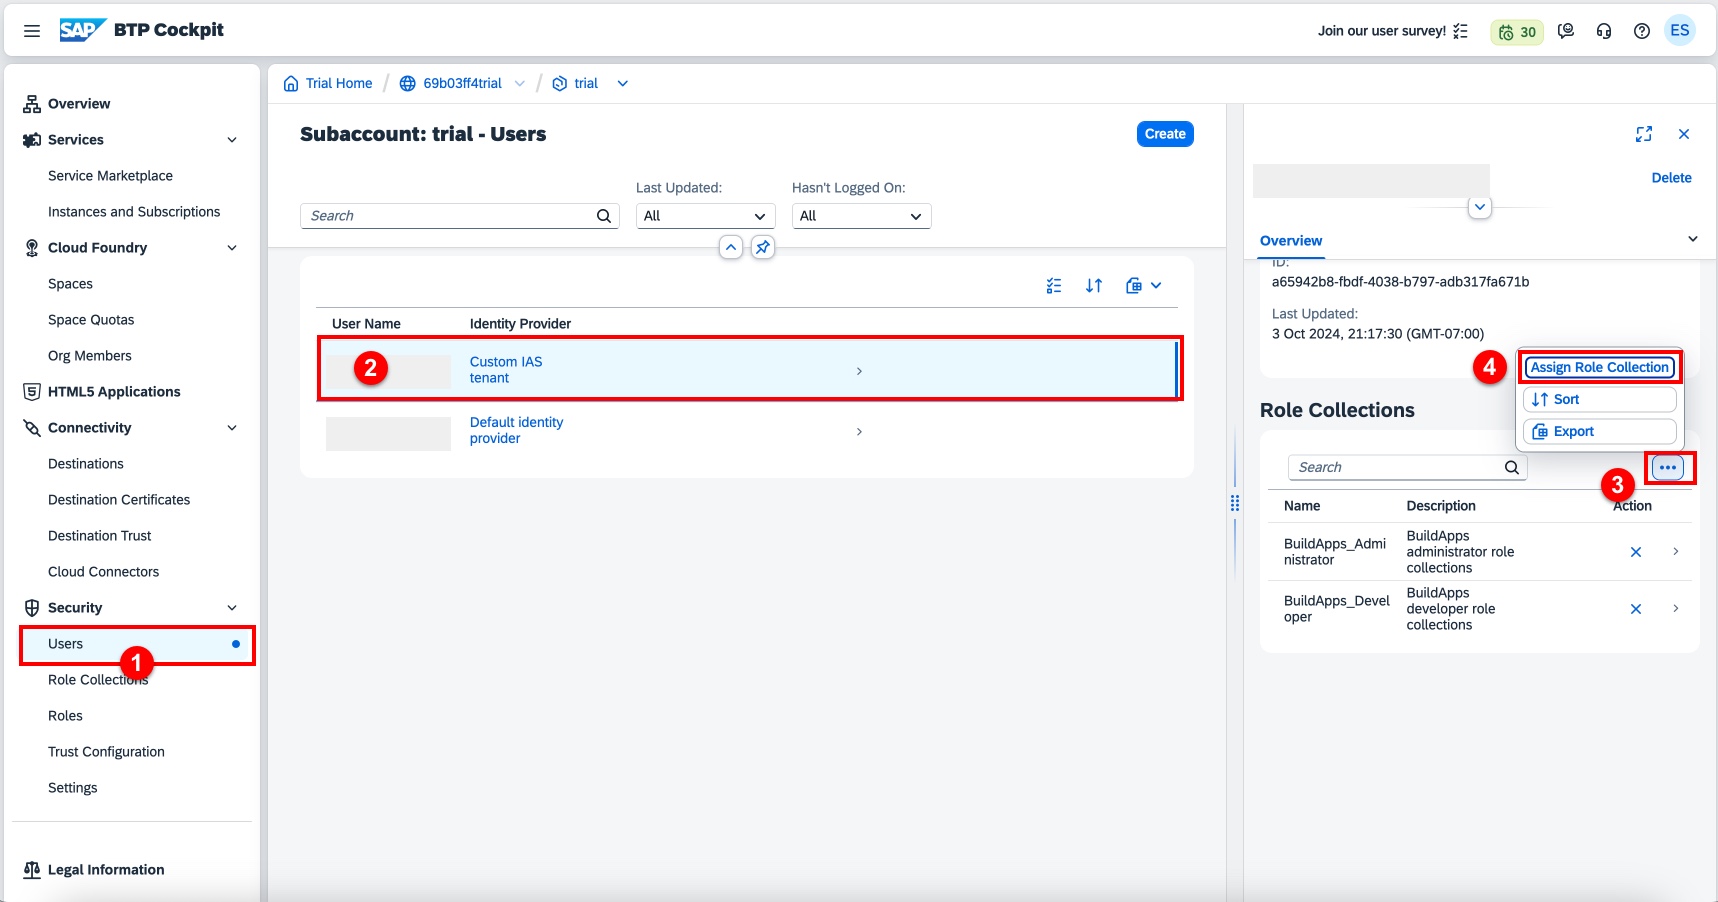 SAP BTP Cockpit
Join our user survey!
30
ES
Overview
Services
Service Marketplace
Instances and Subscriptions
Cloud Foundry
Spaces
Space Quotas
Org Members
HTML5 Applications
Connectivity
Destinations
Destination Certificates
Destination Trust
Cloud Connectors
Security
Users
1
Role Collections
Roles
Trust Configuration
Settings
Legal Information
Trial Home / 69b03ff4trial / trial
Subaccount: trial - Users
Create
Last Updated:
Hasn't Logged On:
Search
All
All
User Name
Identity Provider
2
Custom IAS
tenant
Default identity
provider
Delete
Overview
ID:
a65942b8-fbdf-4038-b797-adb317fa671b
Last Updated:
3 Oct 2024, 21:17:30 (GMT-07:00)
4
Assign Role Collection
Sort
Export
Role Collections
Search
3
Name
Description
Action
BuildApps_Admi
nistrator
BuildApps
administrator role
collections
BuildApps_Devel
oper
BuildApps
developer role
collections